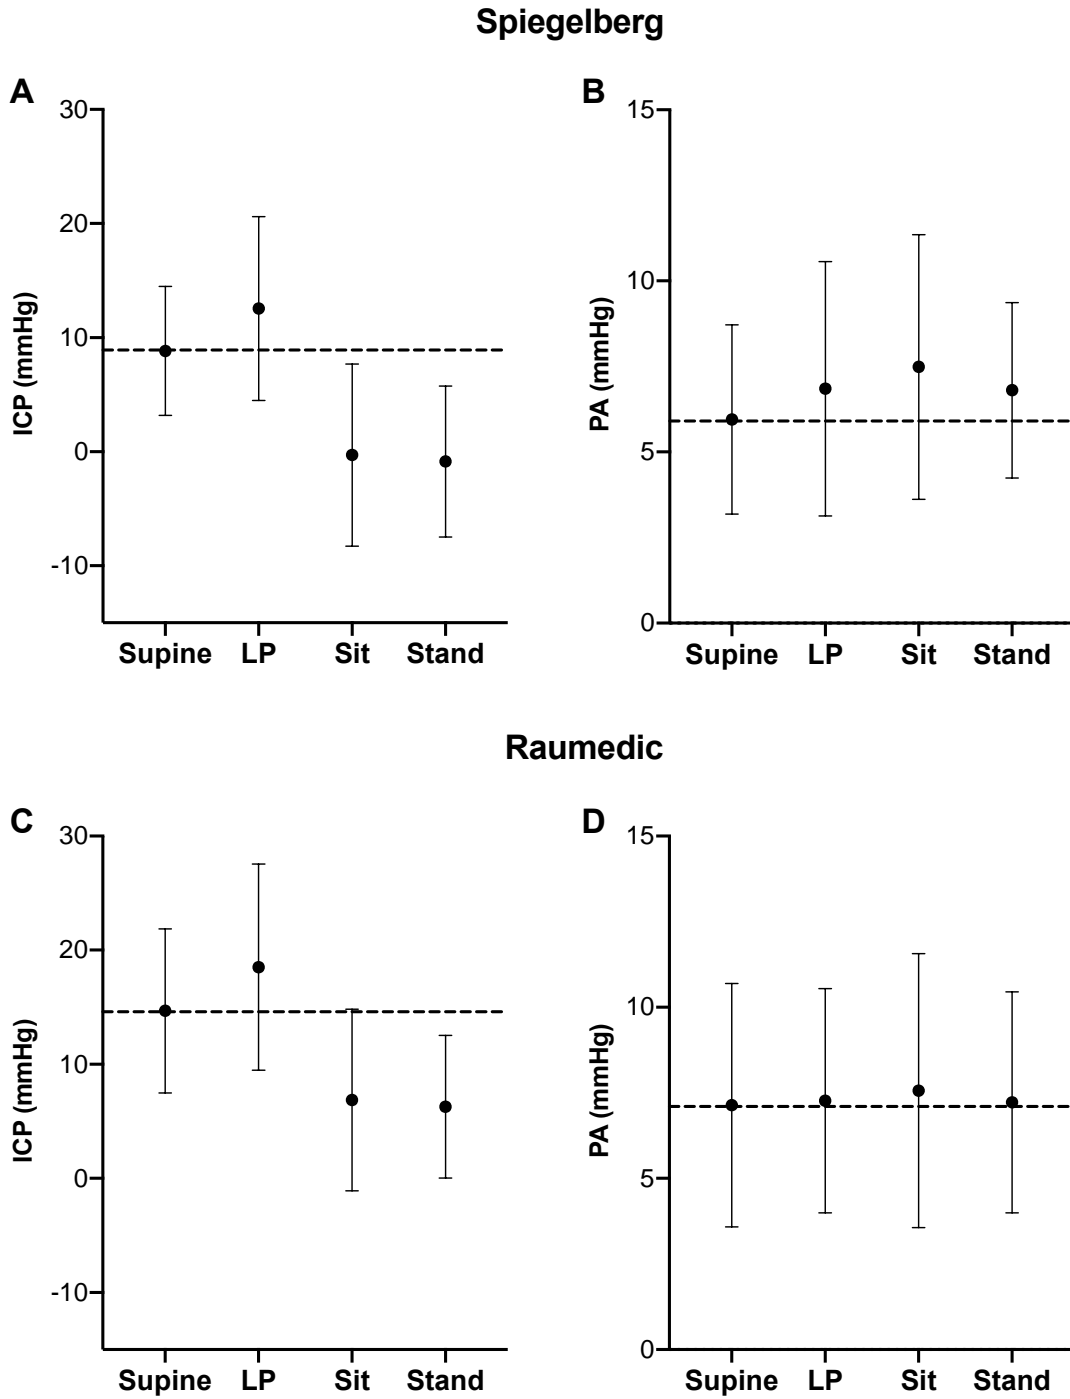 Spiegelberg
A
B
30
20
10
0
-10
ICP (mmHg)
Supine LP Sit Stand
15
10
5
0
PA (mmHg)
Supine LP Sit Stand
Raumedic
C
D
30
20
10
0
-10
ICP (mmHg)
Supine LP Sit Stand
15
10
5
0
PA (mmHg)
Supine LP Sit Stand